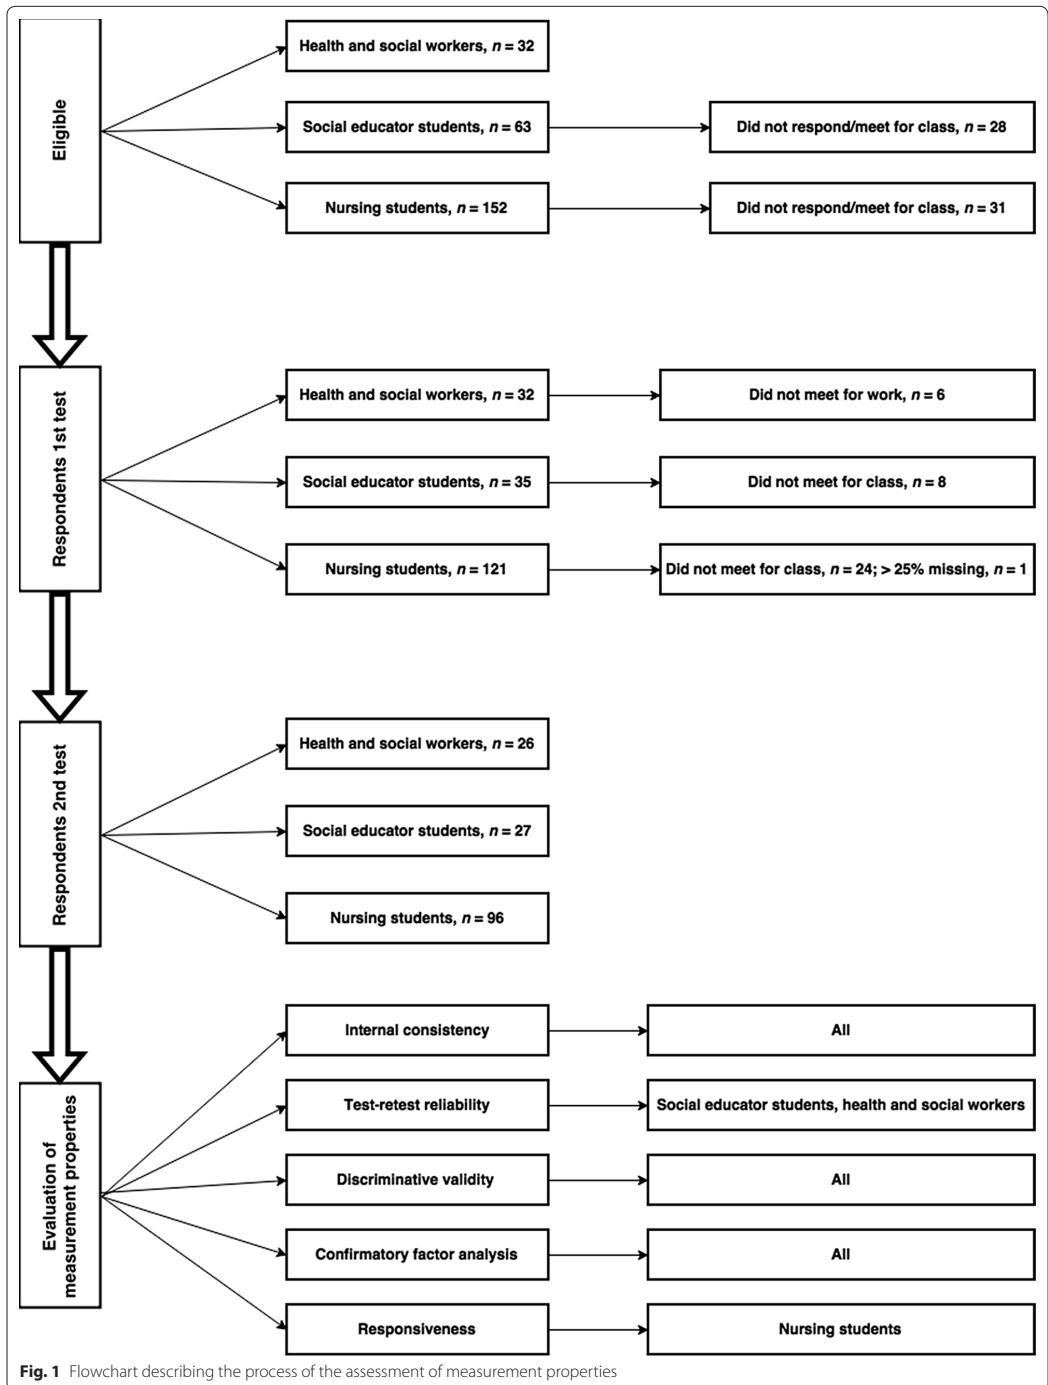 Eligible
Health and social workers, n = 32
Social educator students, n = 63
Did not respond/meet for class, n = 28
Nursing students, n = 152
Did not respond/meet for class, n = 31
Respondents 1st test
Health and social workers, n = 32
Did not meet for work, n = 6
Social educator students, n = 35
Did not meet for class, n = 8
Nursing students, n = 121
Did not meet for class, n = 24; > 25% missing, n = 1
Respondents 2nd test
Health and social workers, n = 26
Social educator students, n = 27
Nursing students, n = 96
Evaluation of
measurement properties
Internal consistency
All
Test-retest reliability
Social educator students, health and social workers
Discriminative validity
All
Confirmatory factor analysis
All
Responsiveness
Nursing students
Fig. 1 Flowchart describing the process of the assessment of measurement properties